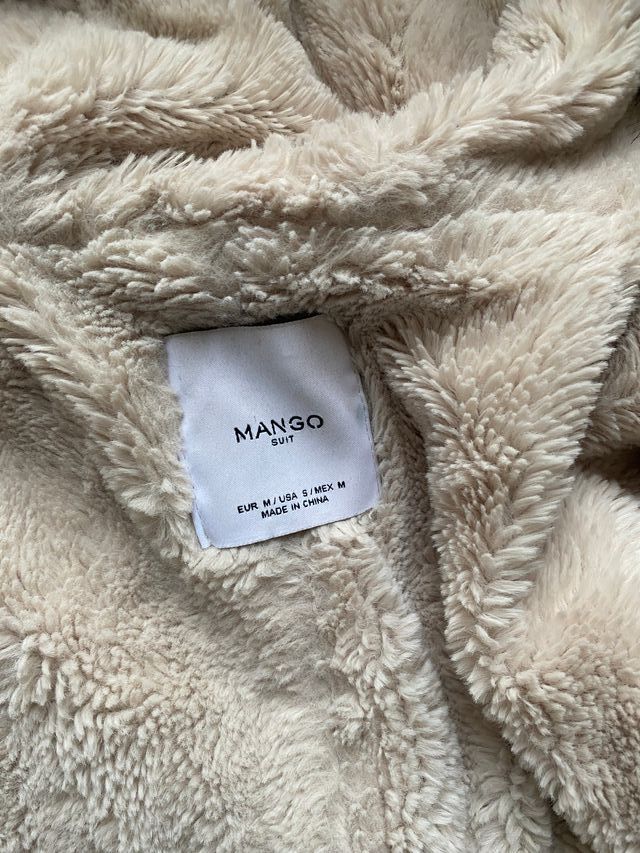 MANGO
SUIT
EUR M / USA S / MEX M
MADE IN CHINA